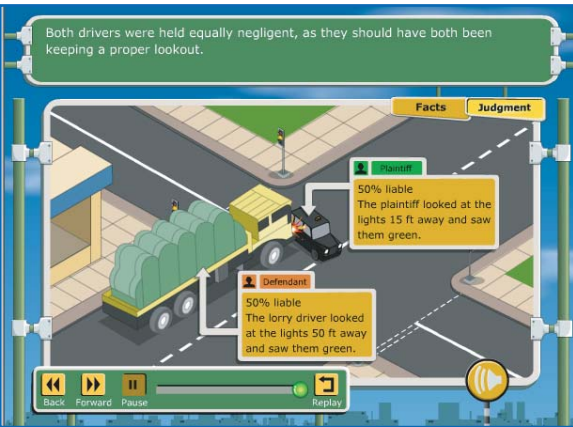 Both drivers were held equally negligent, as they should have both been
keeping a proper lookout.
Facts
Judgment
Plaintiff
50% liable
The plaintiff looked at the
lights 15 ft away and saw
them green.
Defendant
50% liable
The lorry driver looked
at the lights 50 ft away
and saw them green.
Back
Forward
Pause
Replay